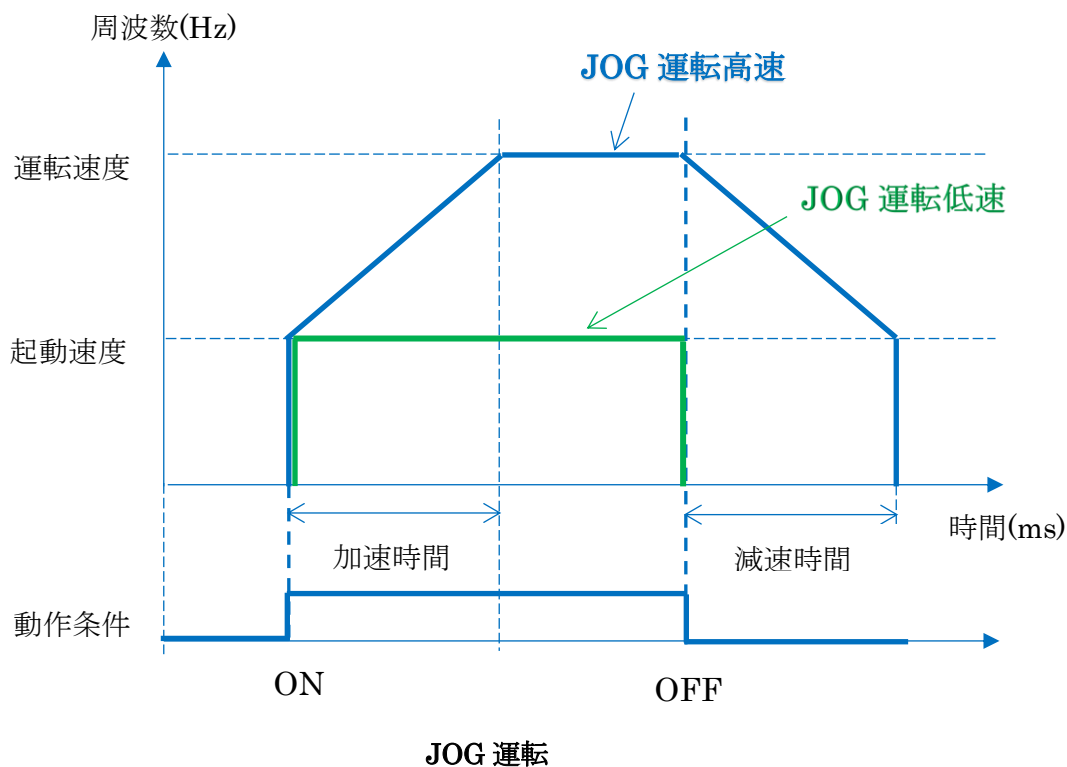 周波数(Hz)
JOG 運転高速
運転速度
JOG 運転低速
起動速度
時間(ms)
加速時間
減速時間
動作条件
ON
OFF
JOG 運転